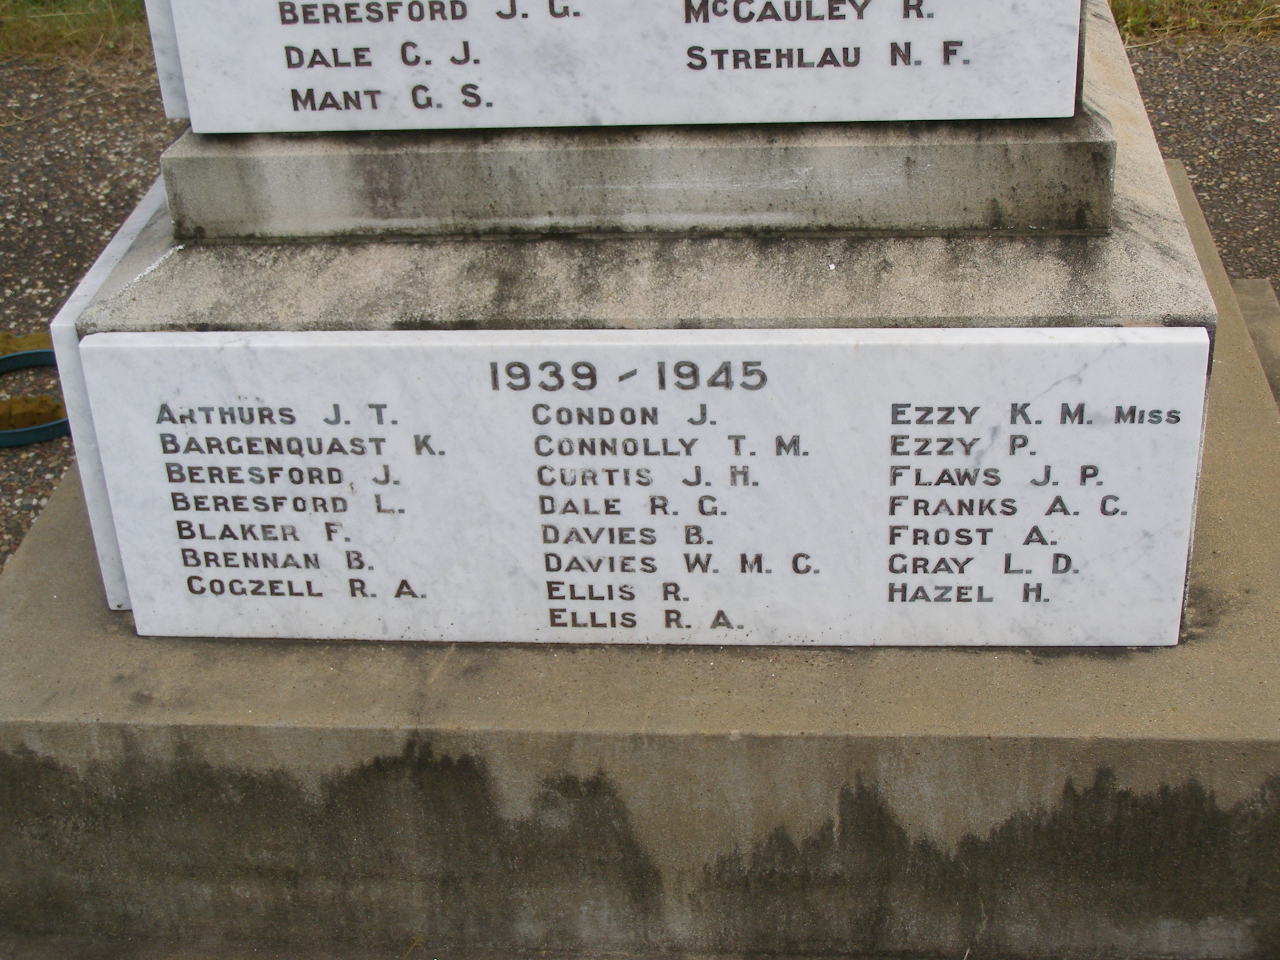 BERESFORD J. G.
DALE C. J.
MANT G. S.
McCAULEY R.
STREHLAU N. F.
1939 - 1945
ARTHURS J. T.
BARGENQUAST K.
BERESFORD J.
BERESFORD L.
BLAKER F.
BRENNAN B.
COGZELL R. A.
CONDON J.
CONNOLLY T. M.
CURTIS J. H.
DALE R. G.
DAVIES B.
DAVIES W. M. C.
ELLIS R.
ELLIS R. A.
EZZY K. M. MISS
EZZY P.
FLAWS J. P.
FRANKS A. C.
FROST A.
GRAY L. D.
HAZEL H.